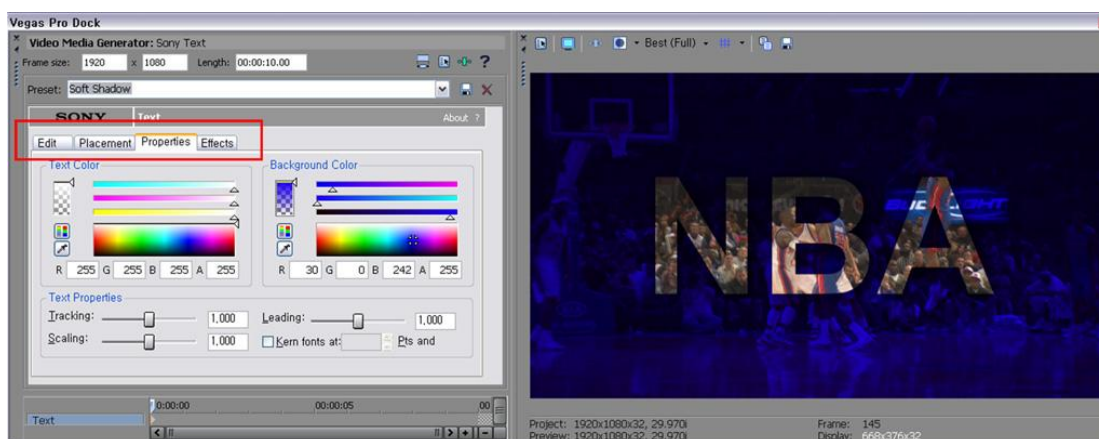 Vegas Pro Dock
Video Media Generator: Sony Text
Frame size: 1920 x 1080 Length: 00:00:10.00 ?
Preset: Soft Shadow
SONY Text About ?
Edit Placement Properties Effects
Text Color
R 255 G 255 B 255 A 255
Background Color
R 30 G 0 B 242 A 255
Text Properties
Tracking: 1,000
Leading: 1,000
Scaling: 1,000
Kern fonts at: Pts and
0:00:00 00:00:05 00
Text
Best (Full)
NBA
BUD LIGHT
Project: 1920x1080x32, 29.970i Frame: 145
Preview: 1920x1080x32, 29.970i Display: 668x376x32